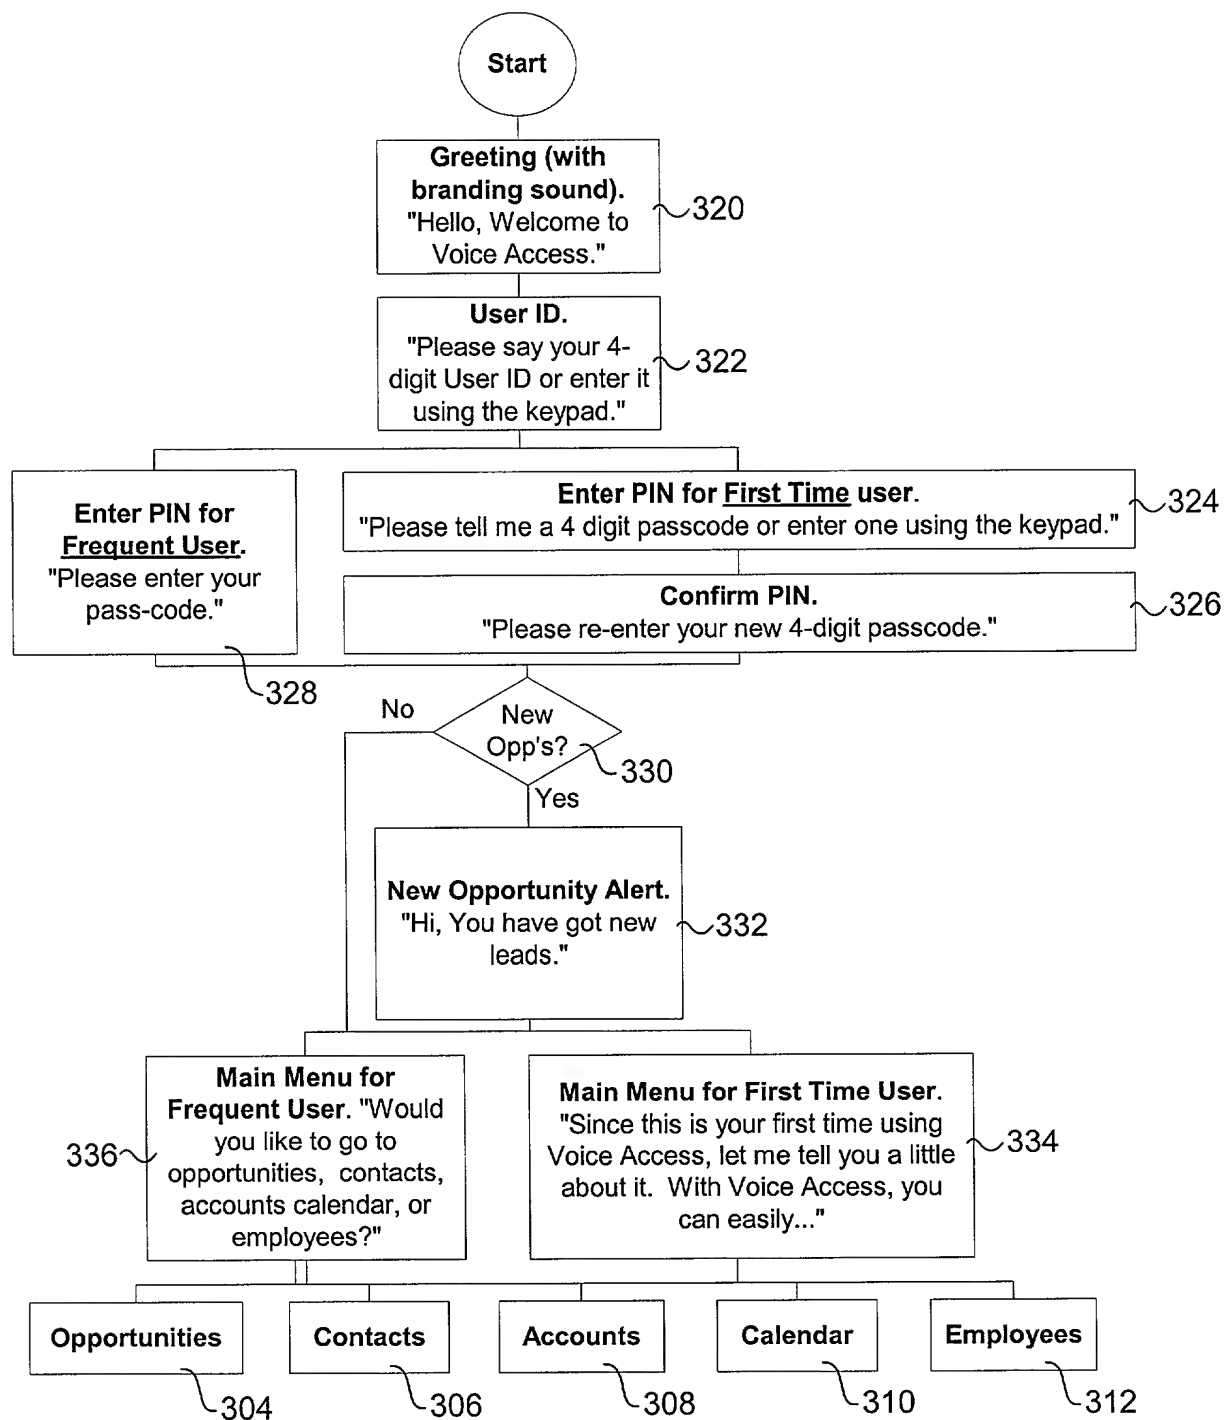 Start
Greeting (with
branding sound).
"Hello, Welcome to
Voice Access."
320
User ID.
"Please say your 4-
digit User ID or enter it
using the keypad."
322
Enter PIN for
Frequent User.
"Please enter your
pass-code."
328
Enter PIN for First Time user.
"Please tell me a 4 digit passcode or enter one using the keypad."
324
Confirm PIN.
"Please re-enter your new 4-digit passcode."
326
No
New
Opp's?
330
Yes
New Opportunity Alert.
"Hi, You have got new
leads."
332
Main Menu for
Frequent User. "Would
you like to go to
opportunities, contacts,
accounts calendar, or
employees?"
336
Main Menu for First Time User.
"Since this is your first time using
Voice Access, let me tell you a little
about it. With Voice Access, you
can easily..."
334
Opportunities
304
Contacts
306
Accounts
308
Calendar
310
Employees
312